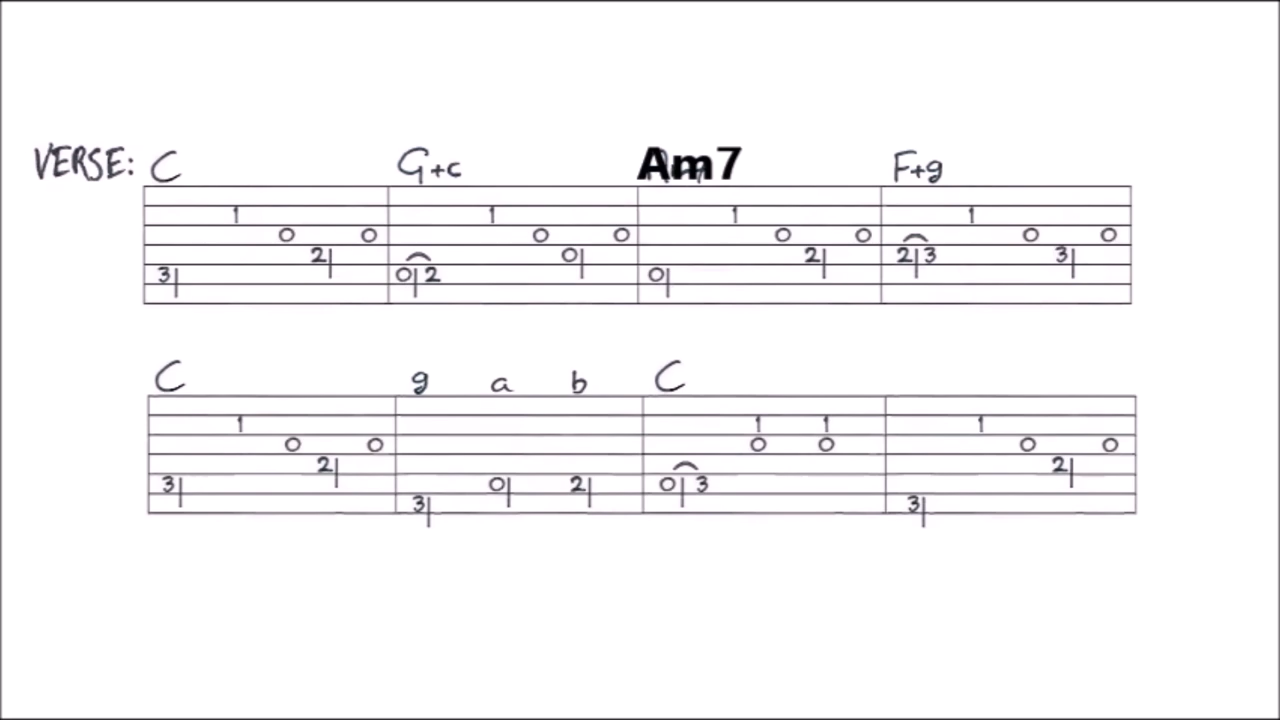 VERSE: C G+c Am7 F+g
1 1 1 1
0 0 0 0 0 0 0 0
2 0 2 2 3 3
3 0 2 0
C g a b C
1 1 1 1
0 0 0 0 0 0
2 2
3 0 2 0 3
3 3